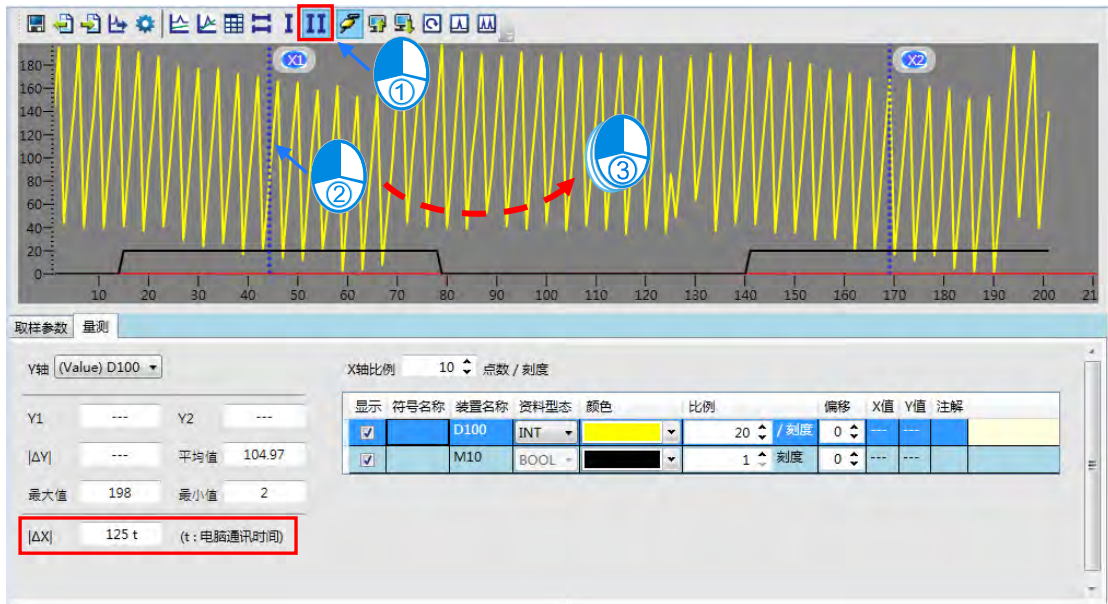 X1
X2
180
160
140
120
100
80
60
40
20
0
①
②
③
10 20 30 40 50 60 70 80 90 100 110 120 130 140 150 160 170 180 190 200 21
取样参数 量测
Y轴 (Value) D100
X轴比例 10 点数 / 刻度
Y1 --- Y2 ---
|ΔY| --- 平均值 104.97
最大值 198 最小值 2
|ΔX| 125 t (t : 电脑通讯时间)
显示 符号名称 装置名称 资料型态 颜色 比例 偏移 X值 Y值 注解
D100 INT 20 / 刻度 0 --- ---
M10 BOOL 1 刻度 0 --- ---